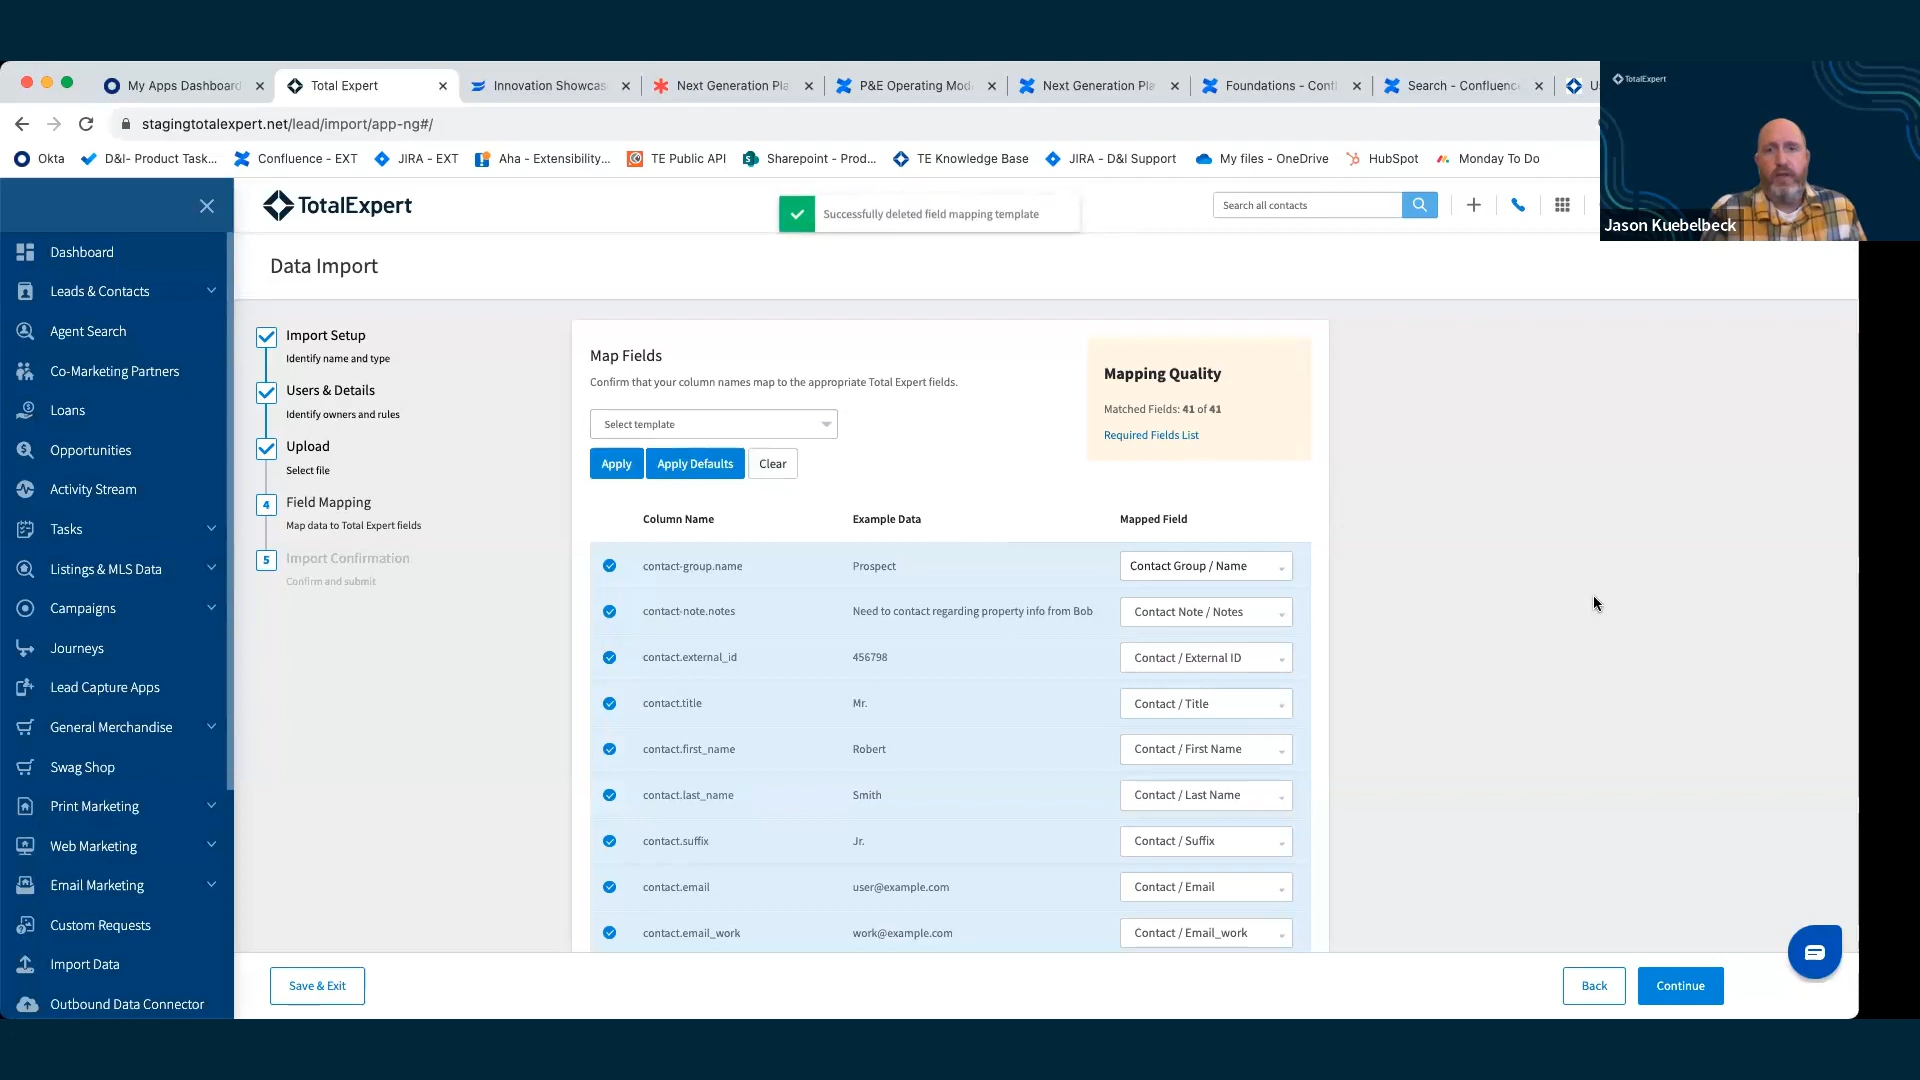 My Apps Dashboard
Total Expert
Innovation Showcas
Next Generation Pla
P&E Operating Mod
Next Generation Pla
Foundations - Confl
Search - Confluenc
TotalExpert
stagingtotalexpert.net/lead/import/app-ng#/
Okta
D&I- Product Task...
Confluence - EXT
JIRA - EXT
Aha - Extensibility...
TE Public API
Sharepoint - Prod...
TE Knowledge Base
JIRA - D&I Support
My files - OneDrive
HubSpot
Monday To Do
Jason Kuebelbeck
TotalExpert
Successfully deleted field mapping template
Search all contacts
Dashboard
Leads & Contacts
Agent Search
Co-Marketing Partners
Loans
Opportunities
Activity Stream
Tasks
Listings & MLS Data
Campaigns
Journeys
Lead Capture Apps
General Merchandise
Swag Shop
Print Marketing
Web Marketing
Email Marketing
Custom Requests
Import Data
Outbound Data Connector
Data Import
Import Setup
Identify name and type
Users & Details
Identify owners and rules
Upload
Select file
4 Field Mapping
Map data to Total Expert fields
5 Import Confirmation
Confirm and submit
Map Fields
Confirm that your column names map to the appropriate Total Expert fields.
Select template
Apply
Apply Defaults
Clear
Mapping Quality
Matched Fields: 41 of 41
Required Fields List
Column Name Example Data Mapped Field
contact-group.name Prospect Contact Group / Name
contact-note.notes Need to contact regarding property info from Bob Contact Note / Notes
contact.external_id 456798 Contact / External ID
contact.title Mr. Contact / Title
contact.first_name Robert Contact / First Name
contact.last_name Smith Contact / Last Name
contact.suffix Jr. Contact / Suffix
contact.email user@example.com Contact / Email
contact.email_work work@example.com Contact / Email_work
Save & Exit
Back
Continue